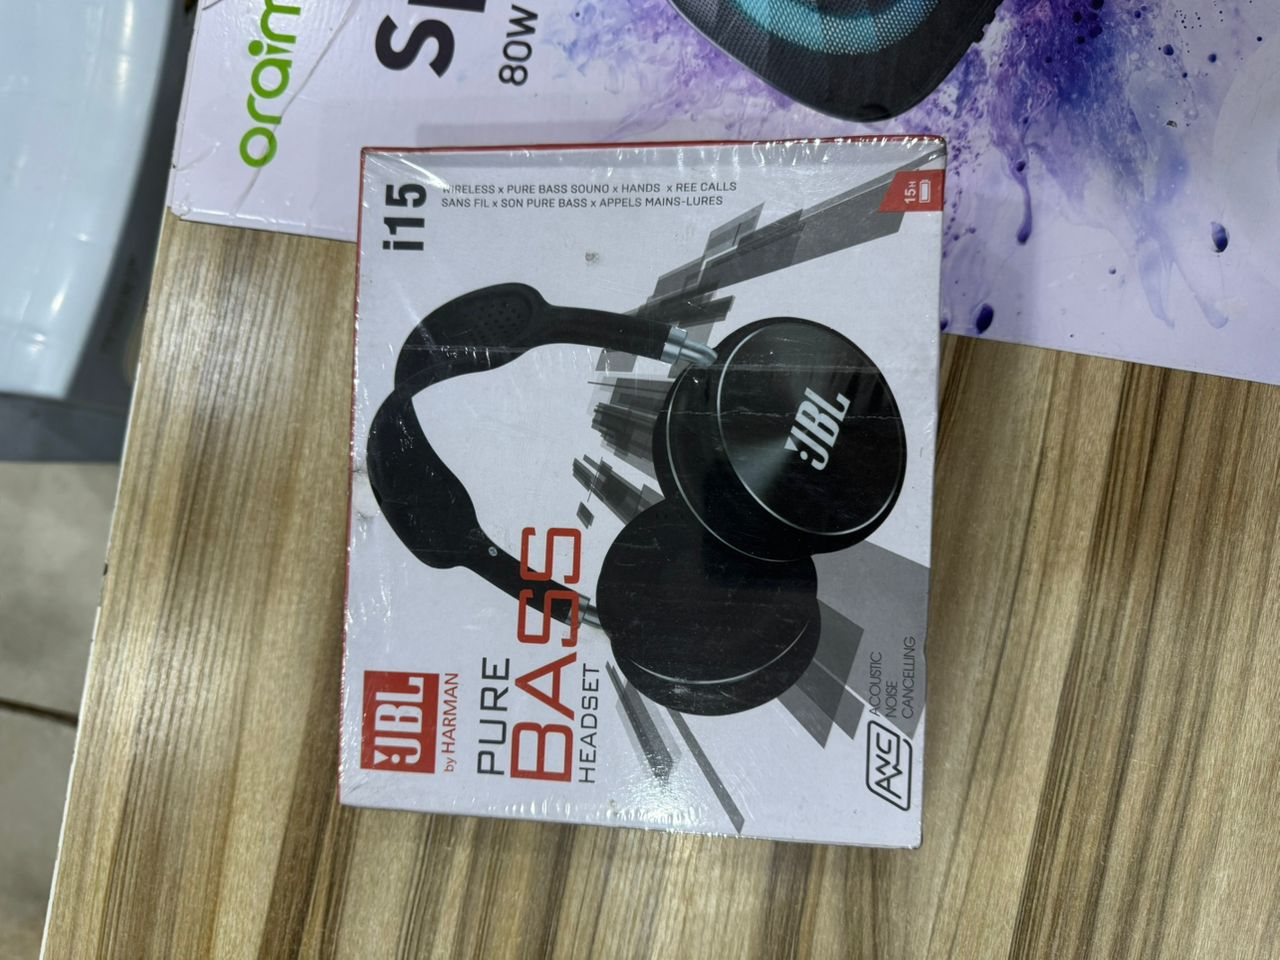 oraim
80W
i15
WIRELESS x PURE BASS SOUNO x HANDS x REE CALLS
SANS FIL x SON PURE BASS x APPELS MAINS-LURES
15H
JBL
JBL
by HARMAN
PURE
BASS
HEADSET
ANC
ACOUSTIC
NOISE
CANCELLING